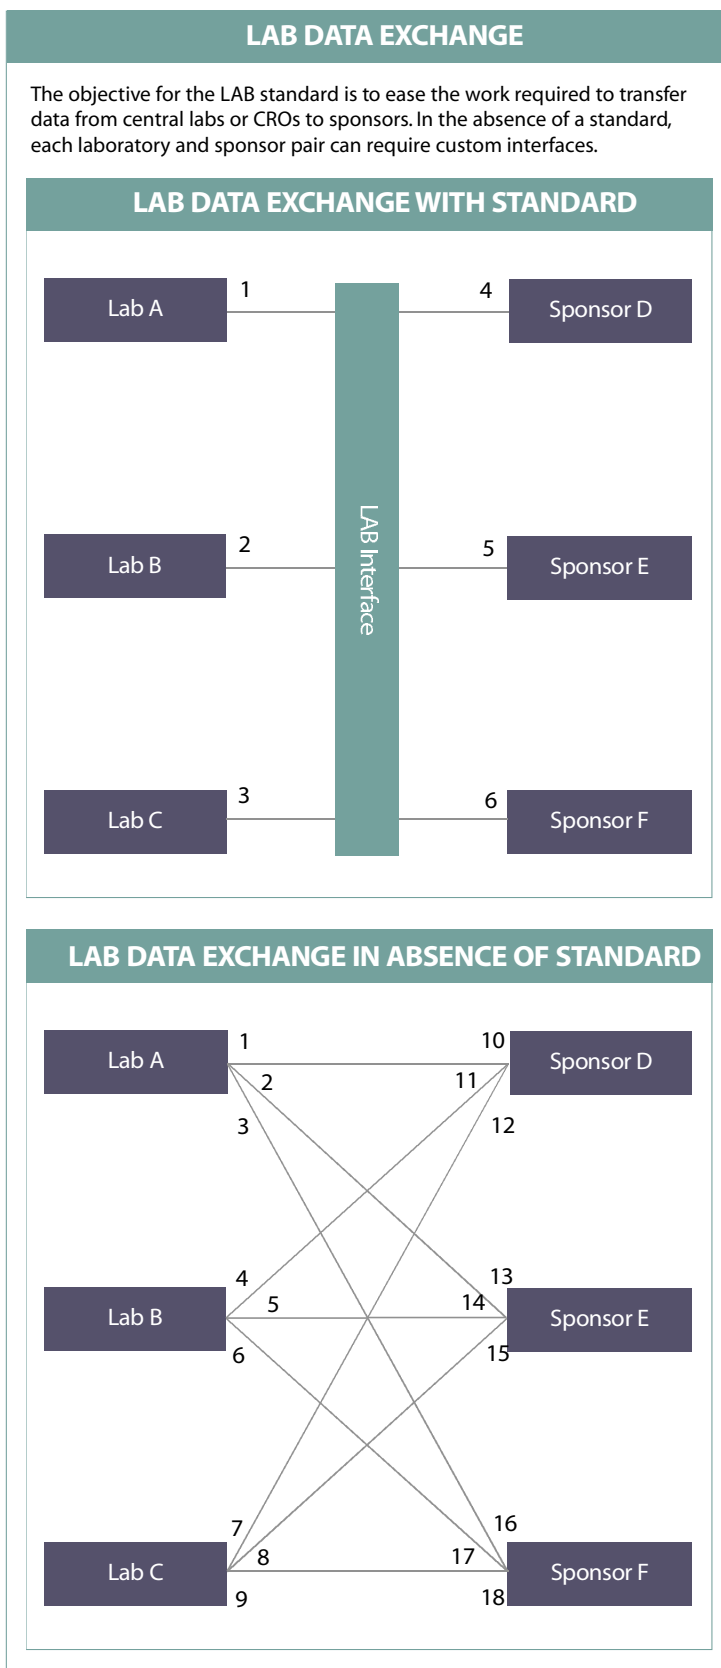 LAB DATA EXCHANGE
The objective for the LAB standard is to ease the work required to transfer
data from central labs or CROs to sponsors. In the absence of a standard,
each laboratory and sponsor pair can require custom interfaces.
LAB DATA EXCHANGE WITH STANDARD
Lab A
1
4
Sponsor D
LAB Interface
Lab B
2
5
Sponsor E
Lab C
3
6
Sponsor F
LAB DATA EXCHANGE IN ABSENCE OF STANDARD
Lab A
1
2
3
10
11
12
Sponsor D
Lab B
4
5
6
13
14
15
Sponsor E
Lab C
7
8
9
16
17
18
Sponsor F